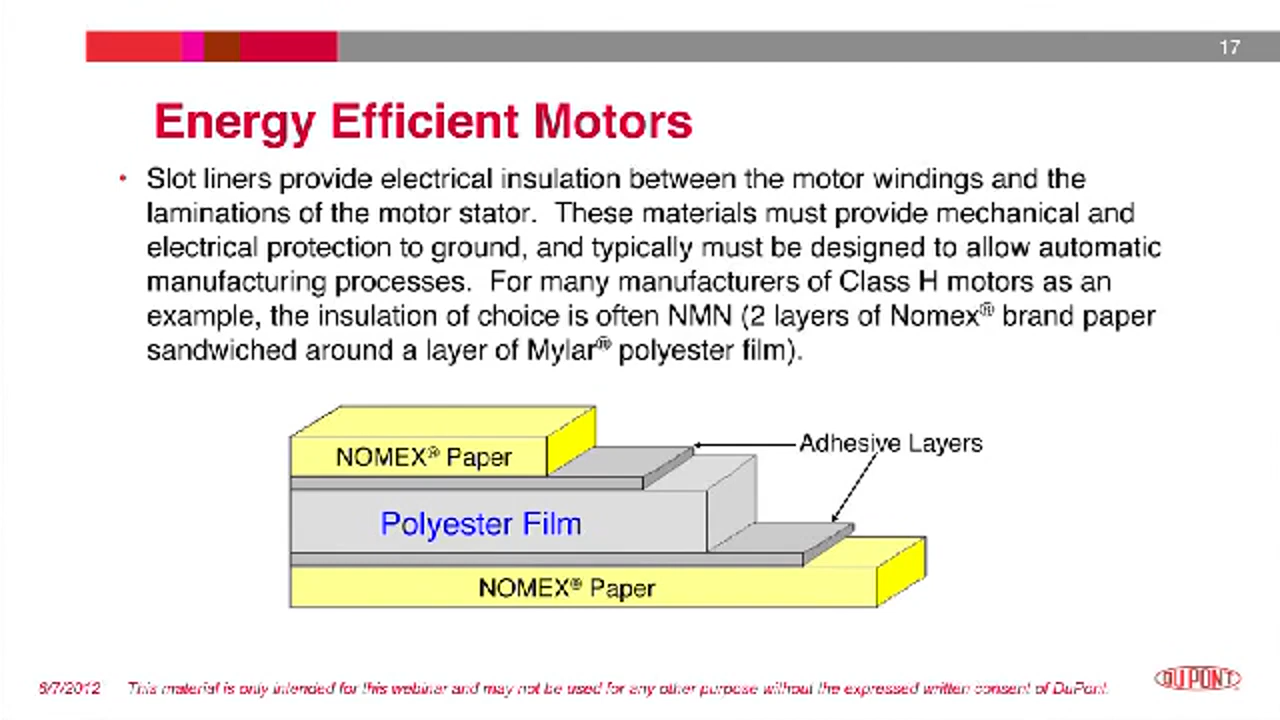 17
Energy Efficient Motors
• Slot liners provide electrical insulation between the motor windings and the
laminations of the motor stator.  These materials must provide mechanical and
electrical protection to ground, and typically must be designed to allow automatic
manufacturing processes.  For many manufacturers of Class H motors as an
example, the insulation of choice is often NMN (2 layers of Nomex® brand paper
sandwiched around a layer of Mylar® polyester film).
NOMEX® Paper
Adhesive Layers
Polyester Film
NOMEX® Paper
6/7/2012 This material is only intended for this webinar and may not be used for any other purpose without the expressed written consent of DuPont.
DUPONT